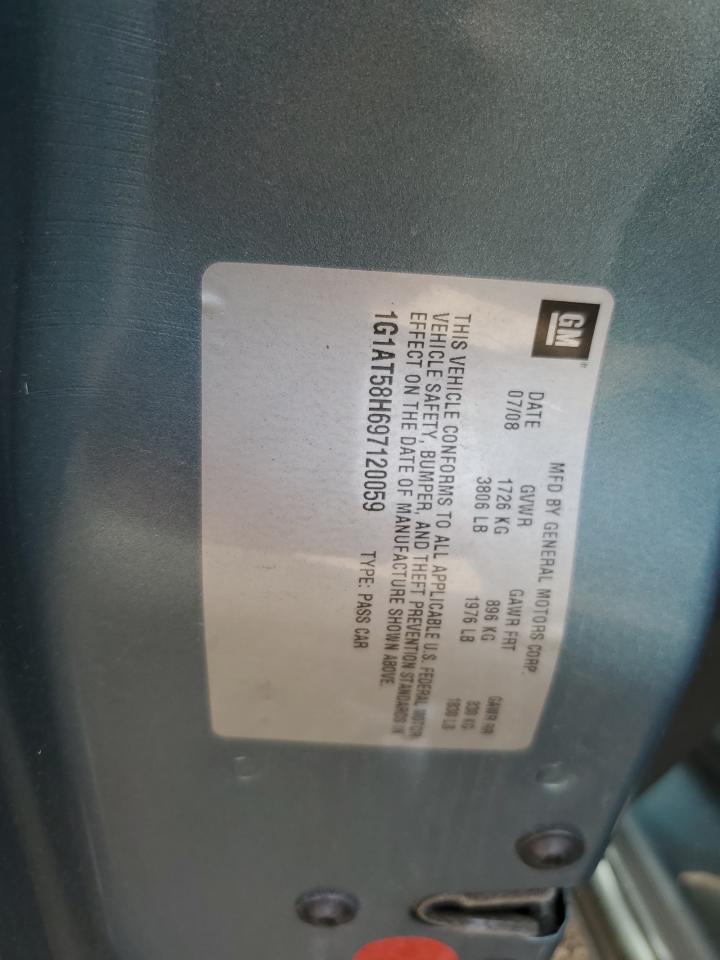 GM
MFD BY GENERAL MOTORS CORP.
DATE GVWR GAWR FRT GAWR RR
07/08 1726 KG 896 KG 830 KG
3806 LB 1976 LB 1830 LB
THIS VEHICLE CONFORMS TO ALL APPLICABLE U.S. FEDERAL MOTOR
VEHICLE SAFETY, BUMPER, AND THEFT PREVENTION STANDARDS IN
EFFECT ON THE DATE OF MANUFACTURE SHOWN ABOVE.
1G1AT58H697120059 TYPE: PASS CAR